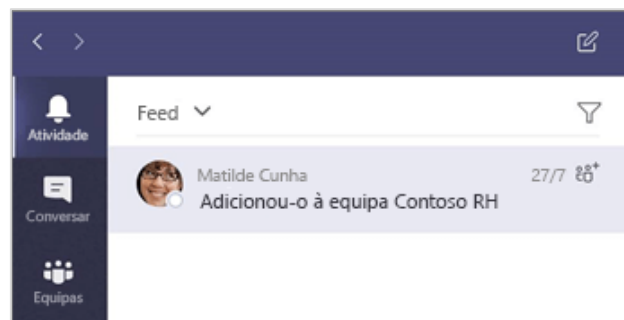 Atividade
Conversar
Equipas
Feed
Matilde Cunha 27/7
Adicionou-o à equipa Contoso RH